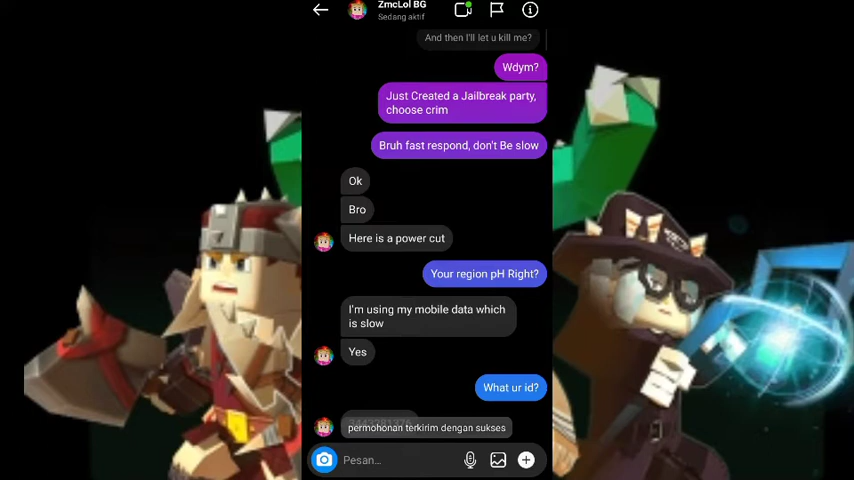 ZmcLol BG
Sedang aktif
And then I'll let u kill me?
Wdym?
Just Created a Jailbreak party,
choose crim
Bruh fast respond, don't Be slow
Ok
Bro
Here is a power cut
Your region pH Right?
I'm using my mobile data which
is slow
Yes
What ur id?
permohonan terkirim dengan sukses
Pesan...